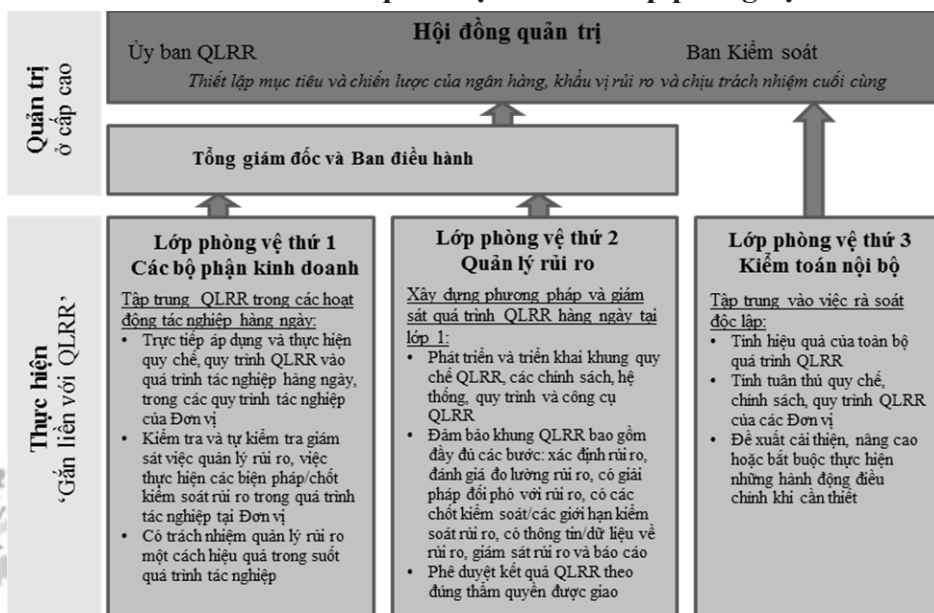 Hội đồng quản trị
Ủy ban QLRR
Ban Kiểm soát
Thiết lập mục tiêu và chiến lược của ngân hàng, khẩu vị rủi ro và chịu trách nhiệm cuối cùng
Quản trị
ở cấp cao
Tổng giám đốc và Ban điều hành
Thực hiện
‘Gắn liền với QLRR’
Lớp phòng vệ thứ 1
Các bộ phận kinh doanh
Tập trung QLRR trong các hoạt
động tác nghiệp hàng ngày:
• Trực tiếp áp dụng và thực hiện
quy chế, quy trình QLRR vào
quá trình tác nghiệp hàng ngày,
trong các quy trình tác nghiệp
của Đơn vị
• Kiểm tra và tự kiểm tra giám
sát việc quản lý rủi ro, việc
thực hiện các biện pháp/chốt
kiểm soát rủi ro trong quá trình
tác nghiệp tại Đơn vị
• Có trách nhiệm quản lý rủi ro
một cách hiệu quả trong suốt
quá trình tác nghiệp
Lớp phòng vệ thứ 2
Quản lý rủi ro
Xây dựng phương pháp và giám
sát quá trình QLRR hàng ngày tại
lớp 1:
• Phát triển và triển khai khung quy
chế QLRR, các chính sách, hệ
thống, quy trình và công cụ
QLRR
• Đảm bảo khung QLRR bao gồm
đầy đủ các bước: xác định rủi ro,
đánh giá đo lường rủi ro, có giải
pháp đối phó với rủi ro, có các
chốt kiểm soát/các giới hạn kiểm
soát rủi ro, có thông tin/dữ liệu về
rủi ro, giám sát rủi ro và báo cáo
• Phê duyệt kết quả QLRR theo
đúng thẩm quyền được giao
Lớp phòng vệ thứ 3
Kiểm toán nội bộ
Tập trung vào việc rà soát
độc lập:
• Tính hiệu quả của toàn bộ
quá trình QLRR
• Tính tuân thủ quy chế,
chính sách, quy trình QLRR
của các Đơn vị
• Đề xuất cải thiện, nâng cao
hoặc bắt buộc thực hiện
những hành động điều
chỉnh khi cần thiết